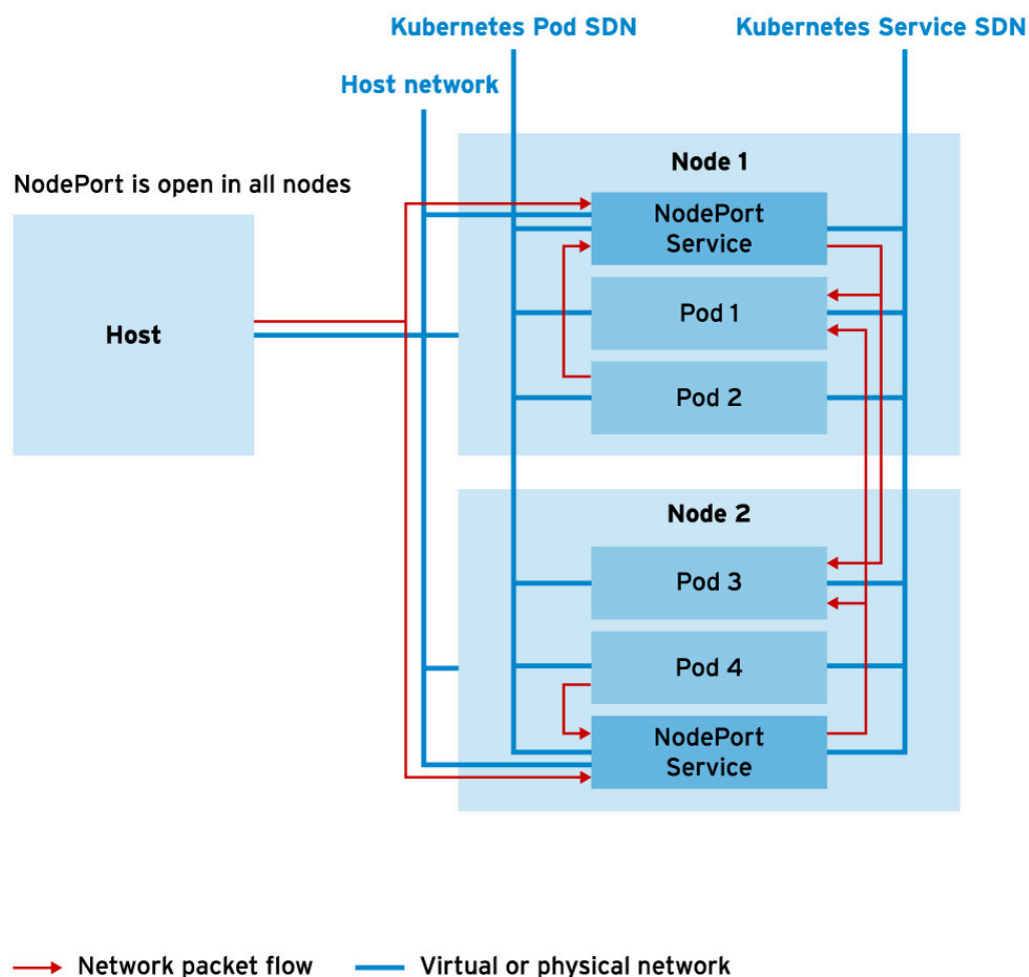 Kubernetes Pod SDN
Kubernetes Service SDN
Host network
NodePort is open in all nodes
Host
Node 1
NodePort
Service
Pod 1
Pod 2
Node 2
Pod 3
Pod 4
NodePort
Service
Network packet flow
Virtual or physical network